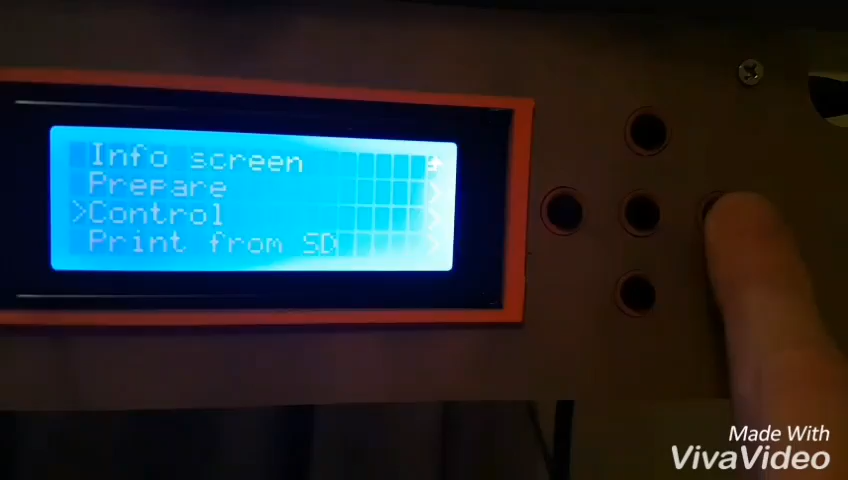 Info screen
Prepare
>Control
Print from SD
Made With
VivaVideo